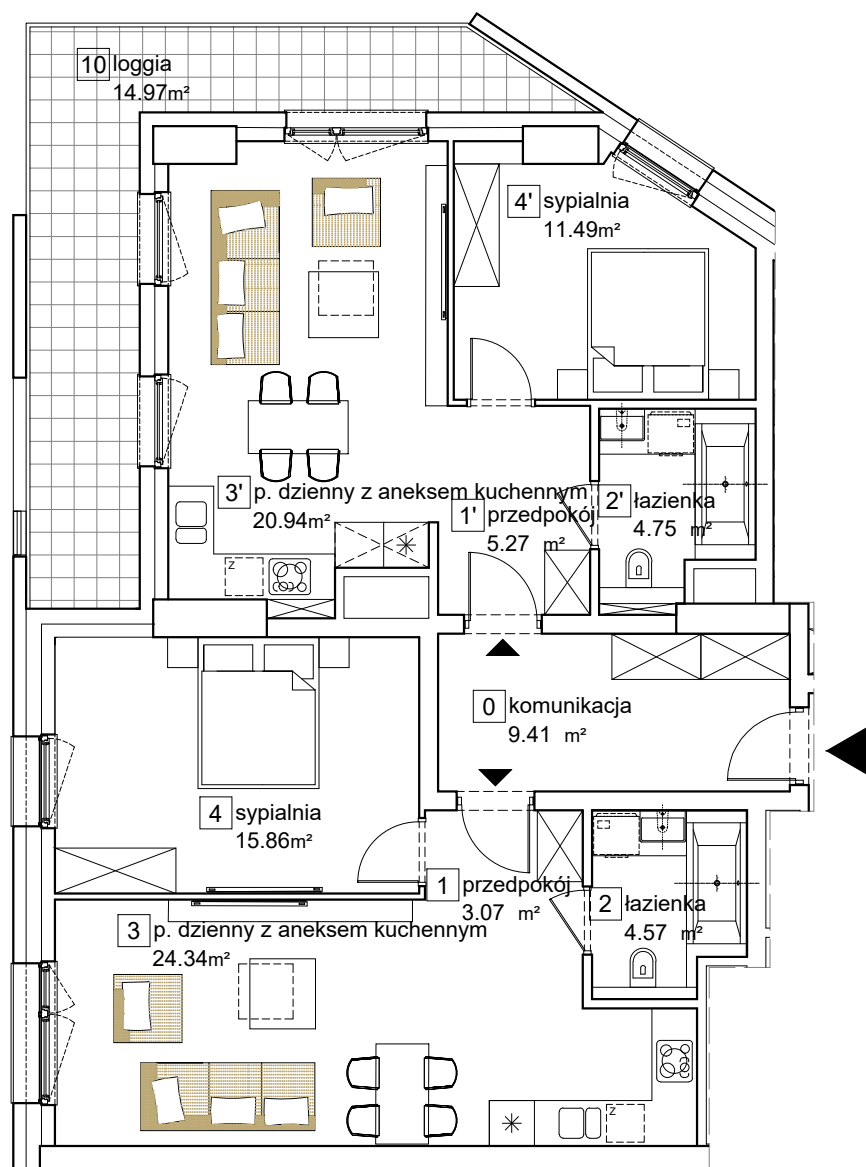 10 loggia
14.97m²
4' sypialnia
11.49m²
3' p. dzienny z aneksem kuchennym
20.94m²
1' przedpokój
5.27 m²
2' łazienka
4.75 m²
z
0 komunikacja
9.41 m²
4 sypialnia
15.86m²
1 przedpokój
3.07 m²
2 łazienka
4.57 m²
3 p. dzienny z aneksem kuchennym
24.34m²
z